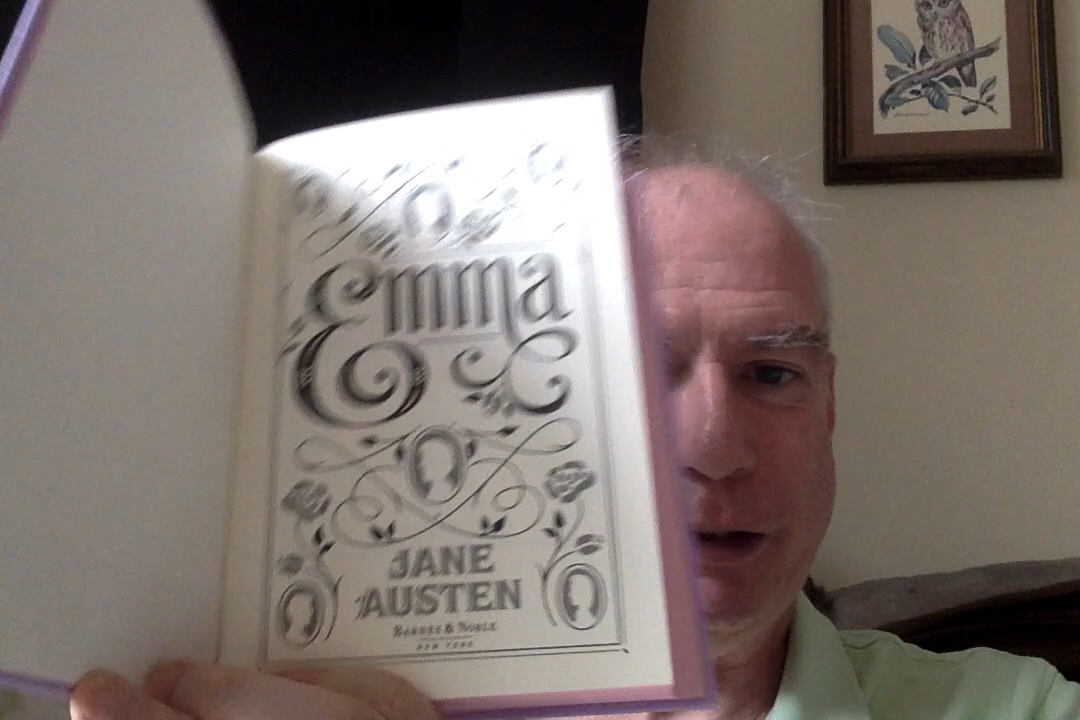 Emma
JANE
AUSTEN
BARNES & NOBLE
NEW YORK